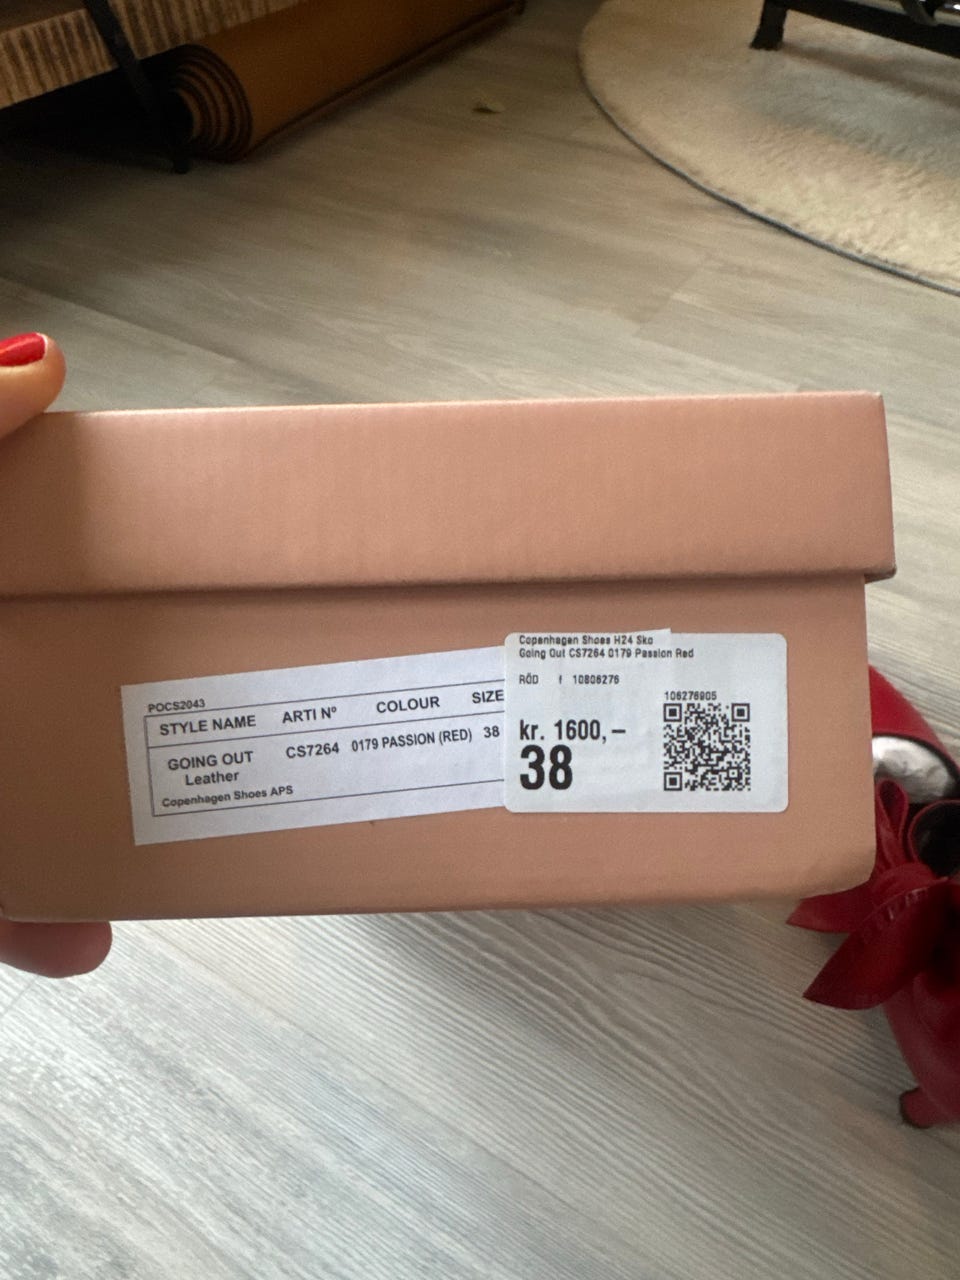 POCS2043
STYLE NAME ARTI Nº COLOUR SIZE
GOING OUT CS7264 0179 PASSION (RED) 38
Leather
Copenhagen Shoes APS
Copenhagen Shoes H24 Sko
Going Out CS7264 0179 Passion Red
RÖD f 10806276
106276905
kr. 1600,–
38